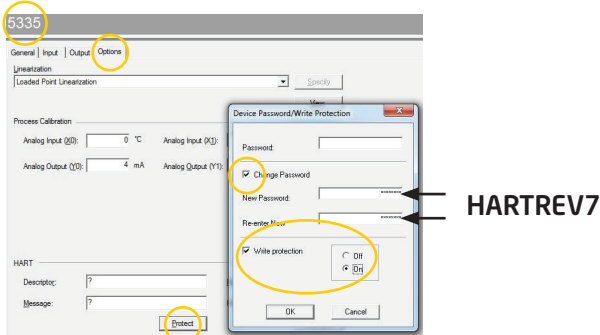 5335
General Input Output Options
Linearization
Loaded Point Linearization
Specify
Device Password/Write Protection
Process Calibration
Analog Input (X0): 0 °C Analog Input (X1):
Analog Output (Y0): 4 mA Analog Output (Y1):
Password:
Change Password
New Password: ********
HARTREV7
Re-enter New ********
Write protection
Off
On
HART
Descriptor: ?
Message: ?
Protect
OK Cancel